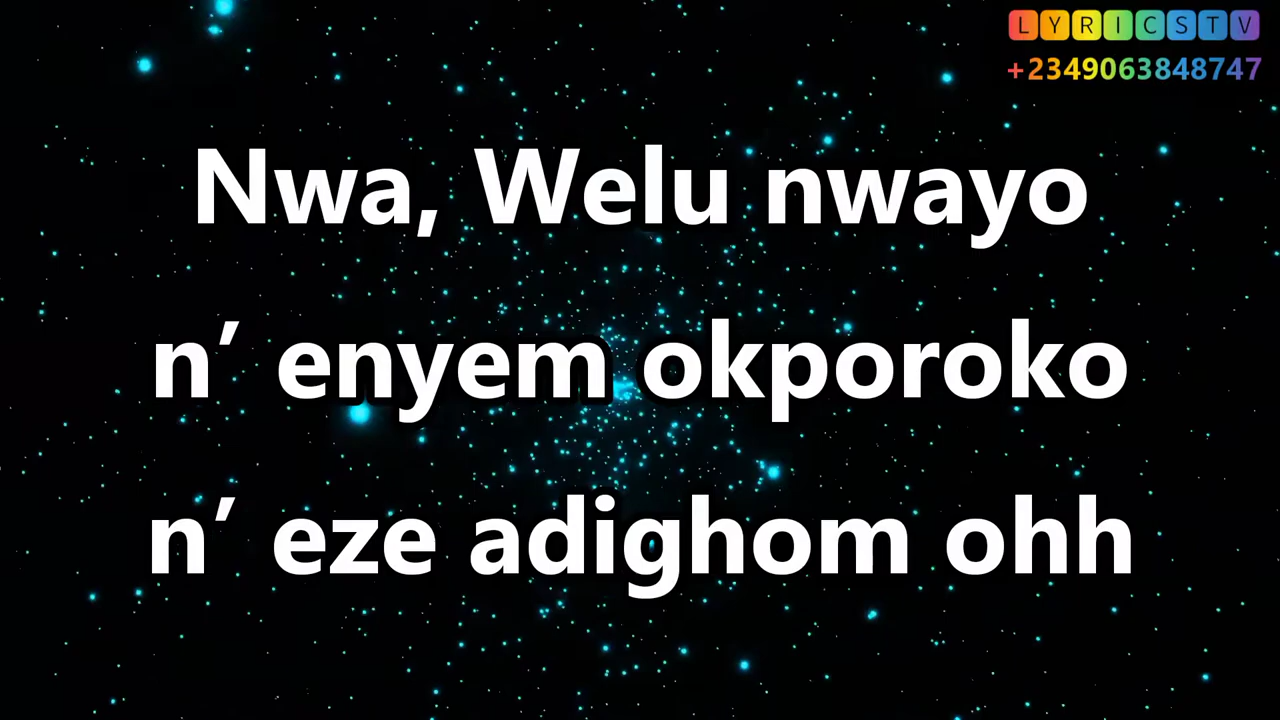 LYRICSTV
+2349063848747
Nwa, Welu nwayo
n’ enyem okporoko
n’ eze adighom ohh